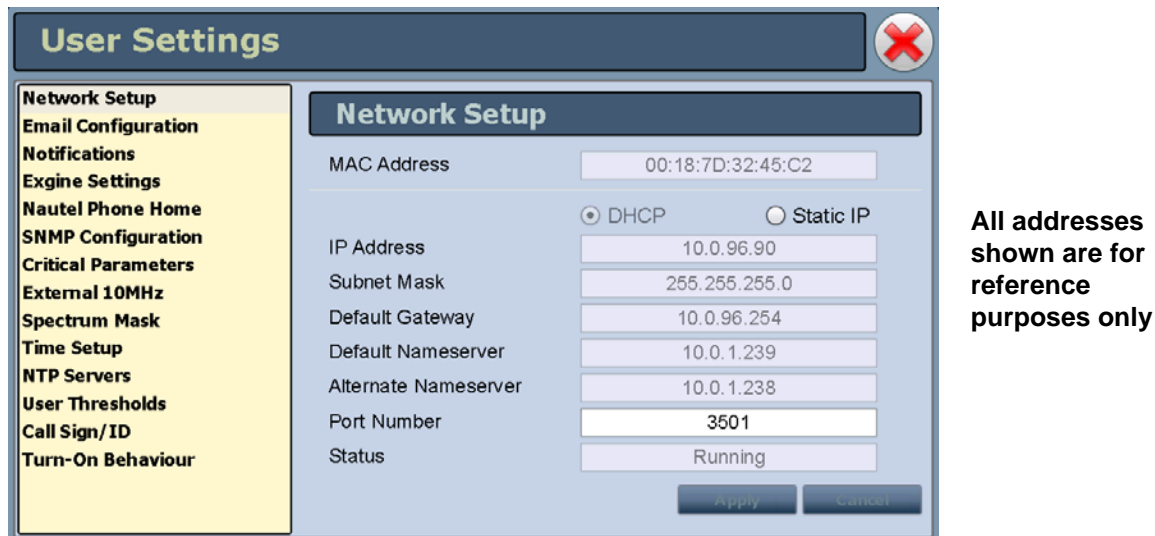 User Settings
Network Setup
Email Configuration
Notifications
Exgine Settings
Nautel Phone Home
SNMP Configuration
Critical Parameters
External 10MHz
Spectrum Mask
Time Setup
NTP Servers
User Thresholds
Call Sign/ID
Turn-On Behaviour
Network Setup
MAC Address 00:18:7D:32:45:C2
DHCP Static IP
IP Address 10.0.96.90
Subnet Mask 255.255.255.0
Default Gateway 10.0.96.254
Default Nameserver 10.0.1.239
Alternate Nameserver 10.0.1.238
Port Number 3501
Status Running
Apply Cancel
All addresses
shown are for
reference
purposes only